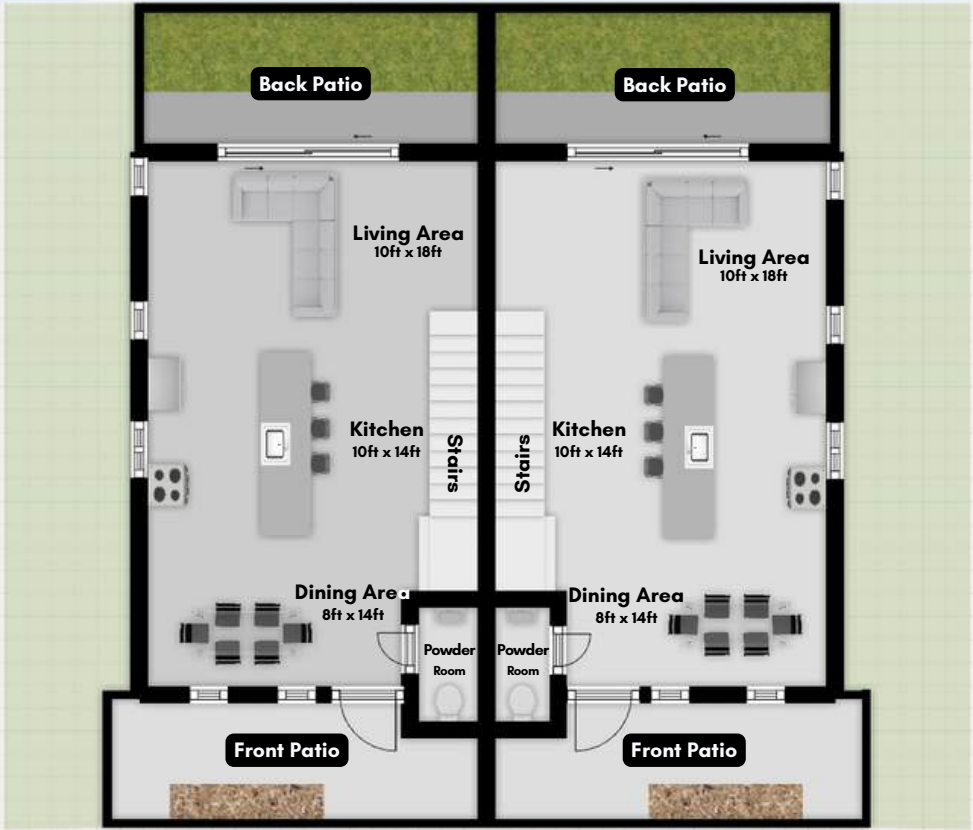 Back Patio
Back Patio
Living Area
10ft x 18ft
Living Area
10ft x 18ft
Kitchen
10ft x 14ft
Stairs
Stairs
Kitchen
10ft x 14ft
Dining Area
8ft x 14ft
Dining Area
8ft x 14ft
Powder
Room
Powder
Room
Front Patio
Front Patio